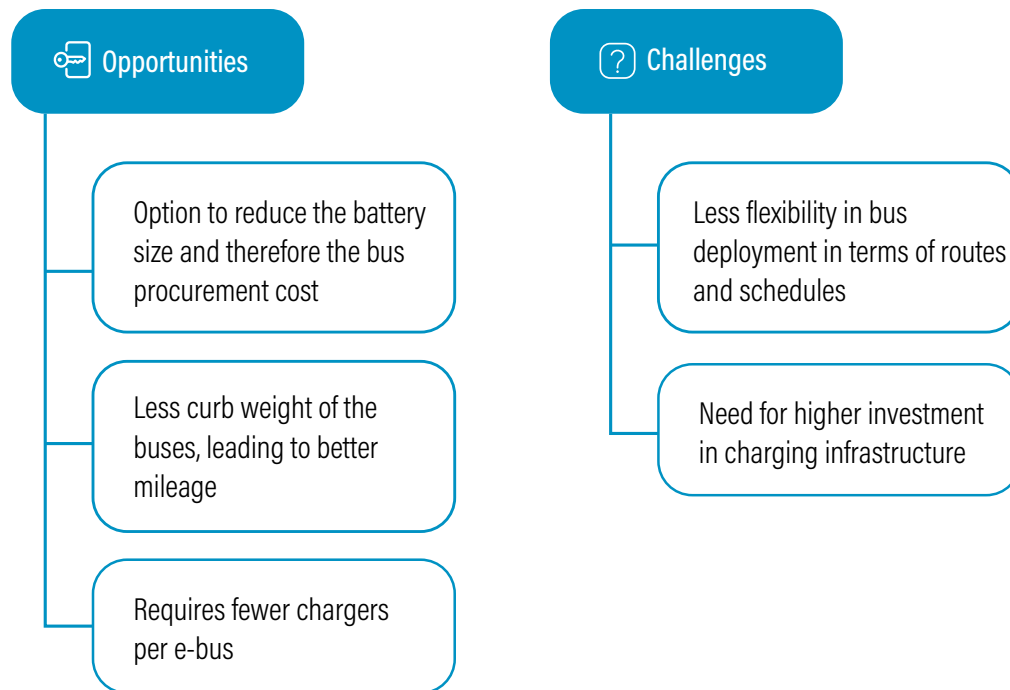 Opportunities
Option to reduce the battery
size and therefore the bus
procurement cost
Less curb weight of the
buses, leading to better
mileage
Requires fewer chargers
per e-bus
? Challenges
Less flexibility in bus
deployment in terms of routes
and schedules
Need for higher investment
in charging infrastructure